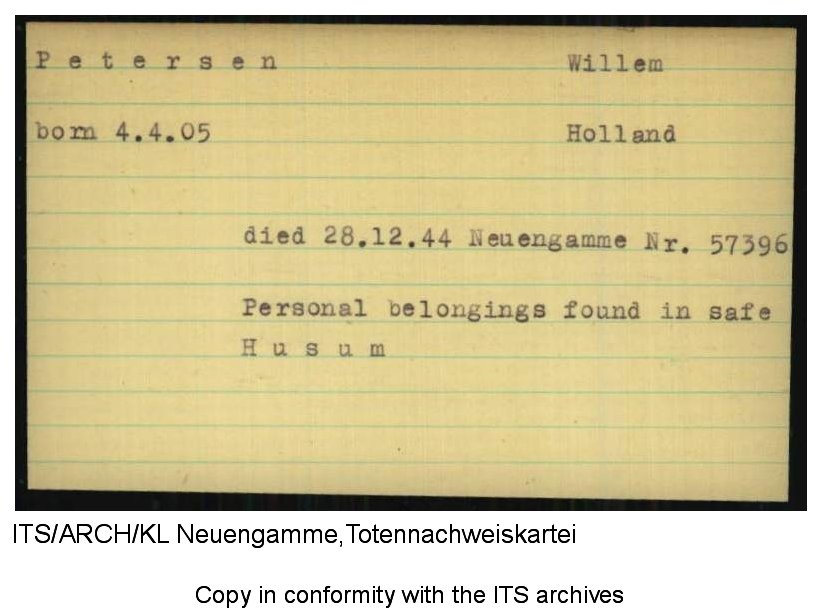 P e t e r s e n Willem
born 4.4.05 Holland
died 28.12.44 Neuengamme Nr. 57396
Personal belongings found in safe
H u s u m
ITS/ARCH/KL Neuengamme,Totennachweiskartei
Copy in conformity with the ITS archives